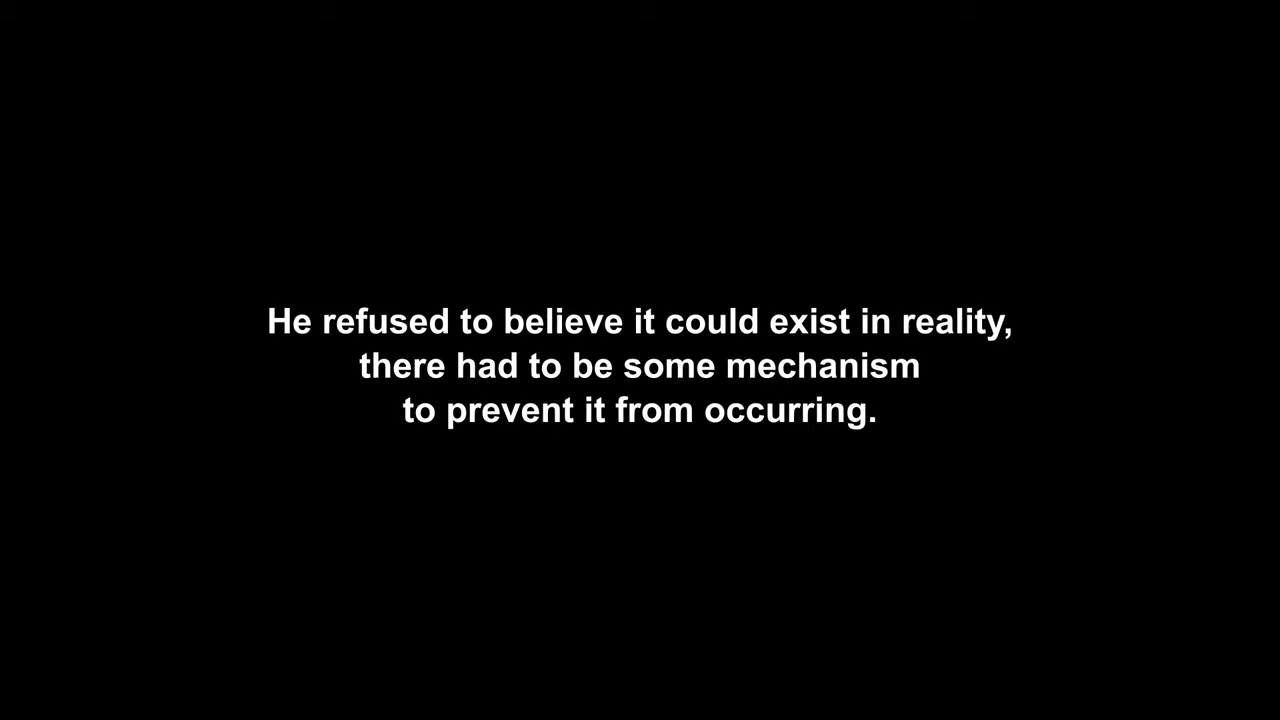 He refused to believe it could exist in reality,
there had to be some mechanism
to prevent it from occurring.